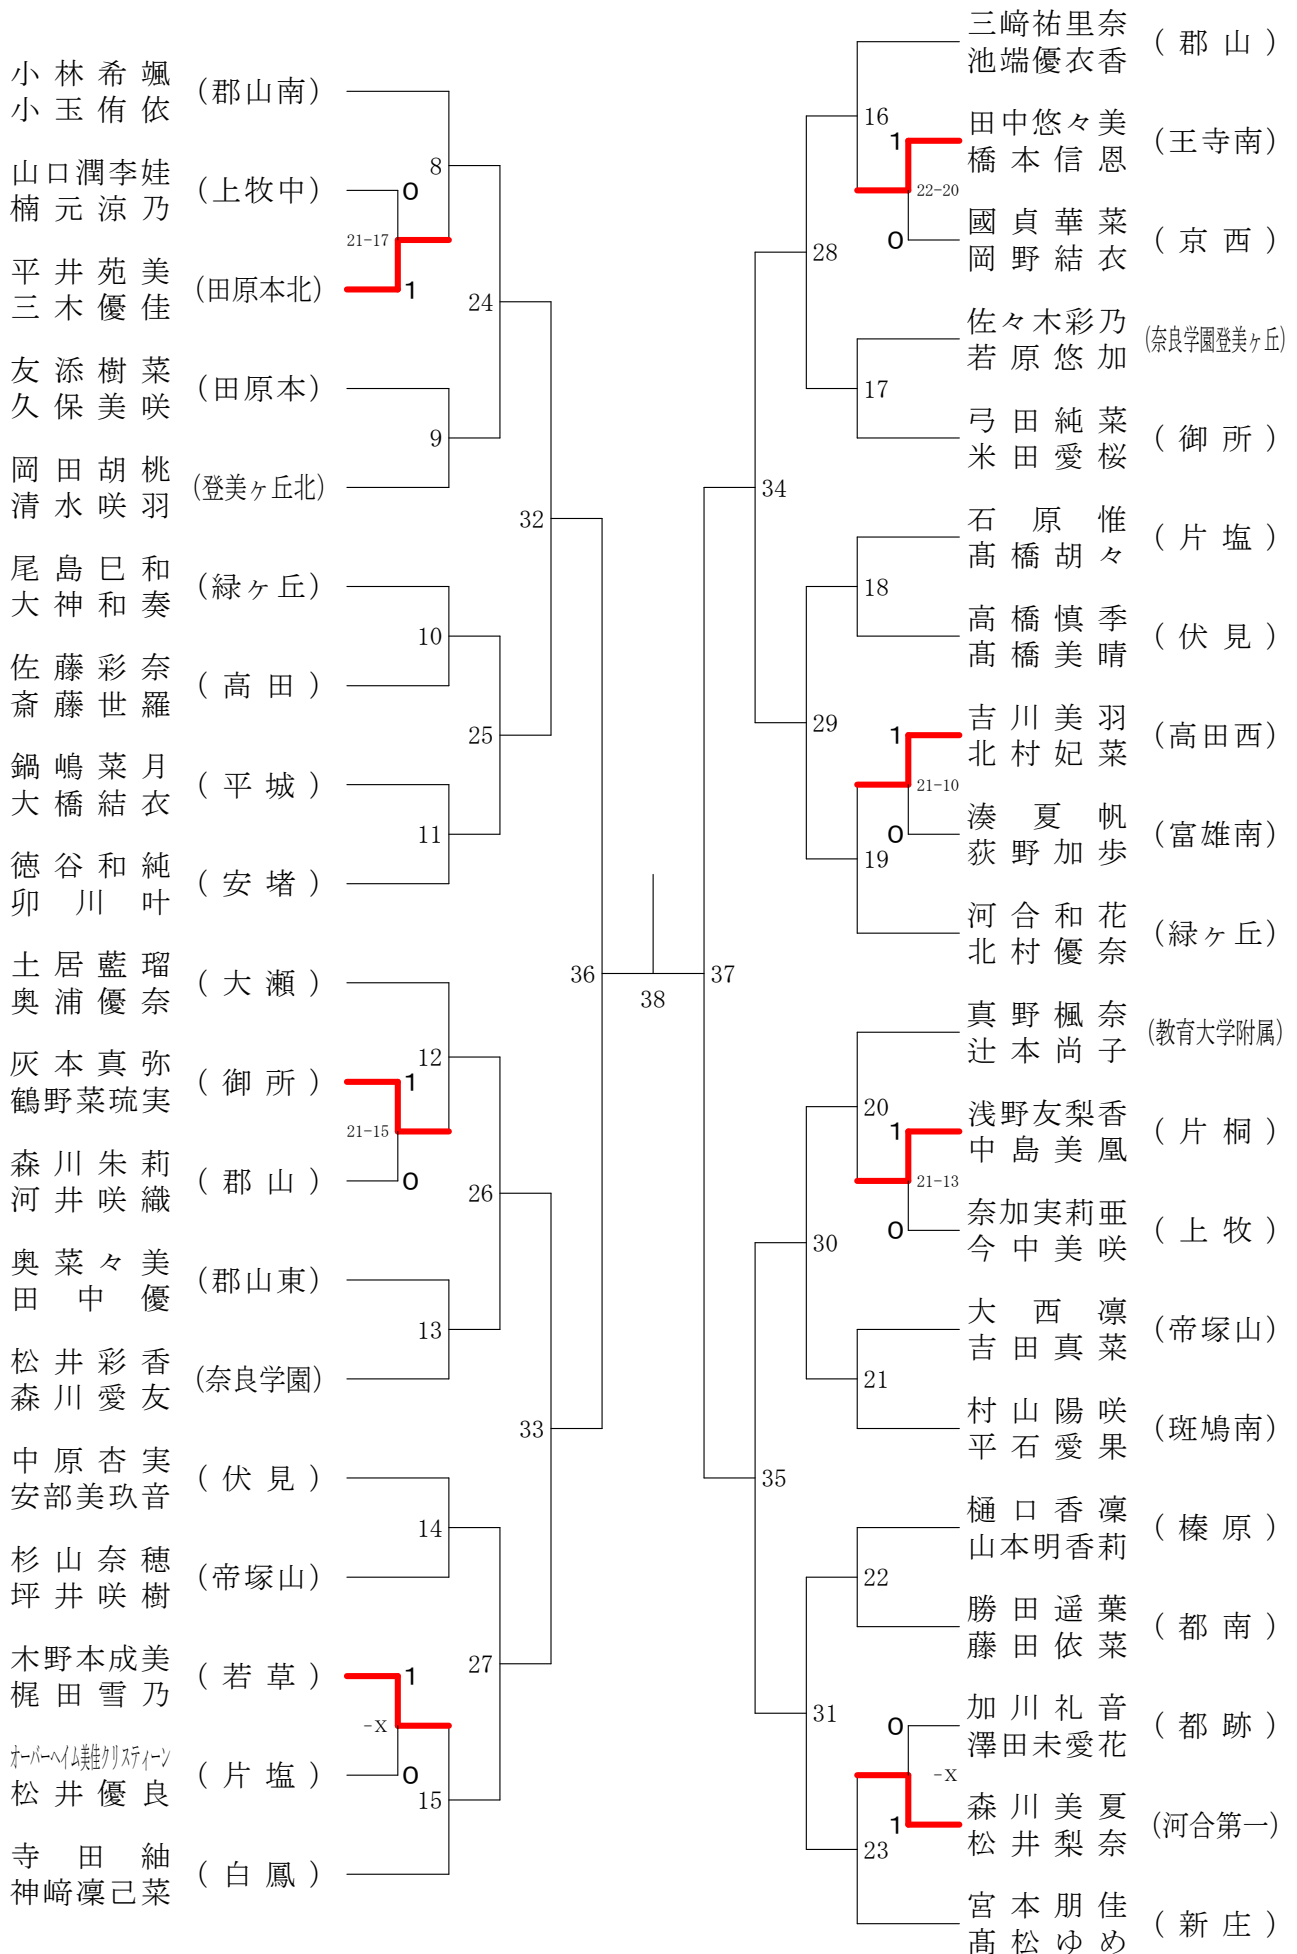 小林希颯
小玉侑依
(郡山南)
山口潤李娃
楠元涼乃
(上牧中)
0
21-17
平井苑美
三木優佳
(田原本北)
1
8
友添樹菜
久保美咲
(田原本)
岡田胡桃
清水咲羽
(登美ヶ丘北)
9
24
尾島巳和
大神和奏
(緑ヶ丘)
佐藤彩奈
斎藤世羅
(高田)
10
鍋嶋菜月
大橋結衣
(平城)
徳谷和純
卯川叶
(安堵)
11
25
32
土居藍瑠
奥浦優奈
(大瀬)
灰本真弥
鶴野菜琉実
(御所)
1
21-15
森川朱莉
河井咲織
(郡山)
0
12
奥菜々美
田中優
(郡山東)
松井彩香
森川愛友
(奈良学園)
13
26
中原杏実
安部美玖音
(伏見)
杉山奈穂
坪井咲樹
(帝塚山)
14
木野本成美
梶田雪乃
(若草)
1
-X
オーバーヘイム美佳クリスティーン
松井優良
(片塩)
0
寺田紬
神﨑凜己菜
(白鳳)
15
27
33
36
38
37
三﨑祐里奈
池端優衣香
(郡山)
16
田中悠々美
橋本信恩
(王寺南)
1
22-20
國貞華菜
岡野結衣
(京西)
0
28
佐々木彩乃
若原悠加
(奈良学園登美ヶ丘)
17
弓田純菜
米田愛桜
(御所)
34
石原惟
髙橋胡々
(片塩)
18
高橋慎季
髙橋美晴
(伏見)
29
吉川美羽
北村妃菜
(高田西)
1
21-10
湊夏帆
荻野加歩
(富雄南)
0
19
河合和花
北村優奈
(緑ヶ丘)
真野楓奈
辻本尚子
(教育大学附属)
20
浅野友梨香
中島美凰
(片桐)
1
21-13
奈加実莉亜
今中美咲
(上牧)
0
30
大西凛
吉田真菜
(帝塚山)
21
村山陽咲
平石愛果
(斑鳩南)
35
樋口香凜
山本明香莉
(榛原)
22
勝田遥葉
藤田依菜
(都南)
31
加川礼音
澤田未愛花
(都跡)
0
-X
森川美夏
松井梨奈
(河合第一)
1
23
宮本朋佳
髙松ゆめ
(新庄)